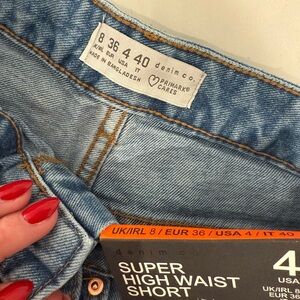 8 36 4 40
UK/IRL EUR USA IT
MADE IN BANGLADESH
denim co.
PRIMARK®
CARES
UK/IRL 8 / EUR 36 / USA 4 / IT 40
denim c
SUPER
HIGH WAIST
SHORT
4
USA
UK/IRL 8
EUR 36